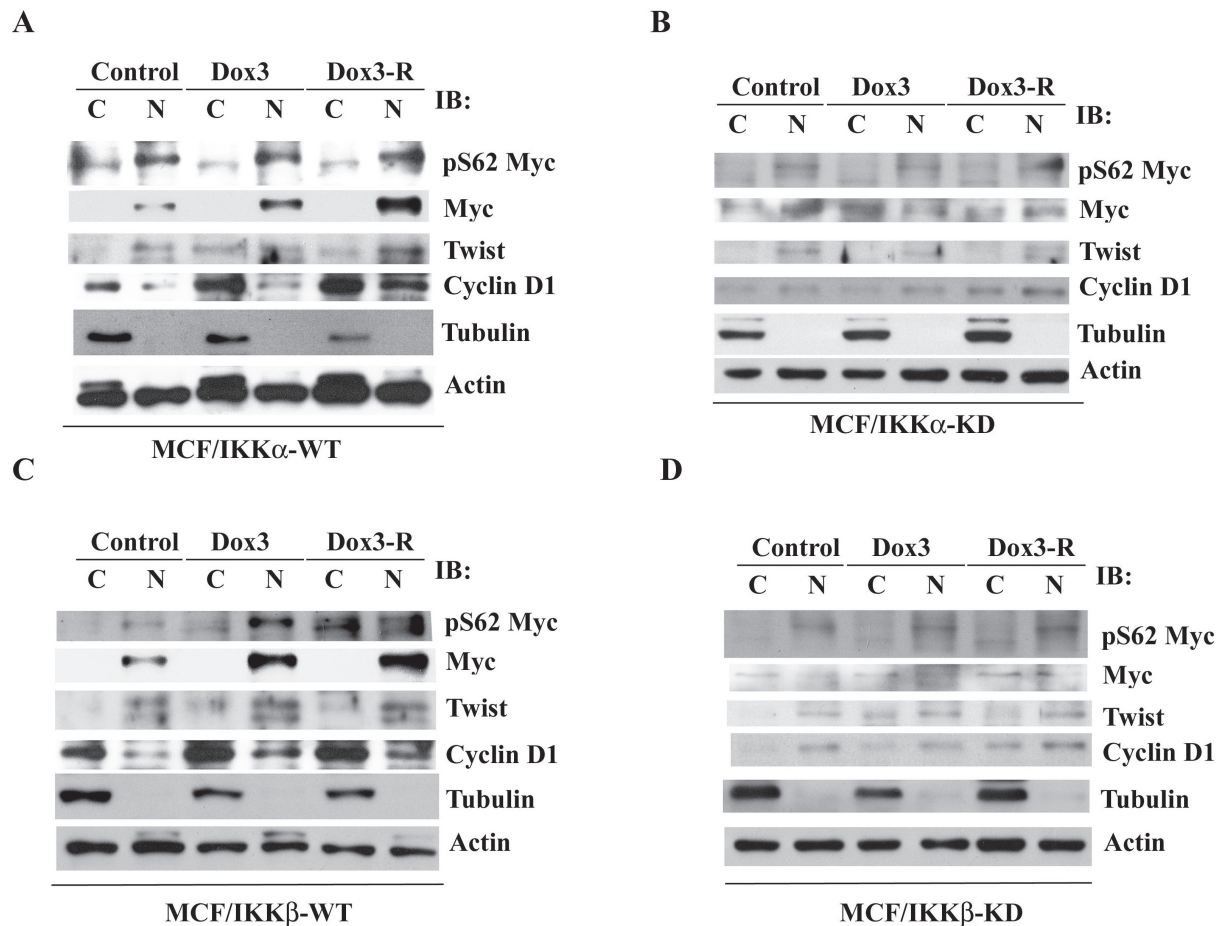 A
Control Dox3 Dox3-R
C N C N C N IB:
pS62 Myc
Myc
Twist
Cyclin D1
Tubulin
Actin
MCF/IKKα-WT
B
Control Dox3 Dox3-R
C N C N C N IB:
pS62 Myc
Myc
Twist
Cyclin D1
Tubulin
Actin
MCF/IKKα-KD
C
Control Dox3 Dox3-R
C N C N C N IB:
pS62 Myc
Myc
Twist
Cyclin D1
Tubulin
Actin
MCF/IKKβ-WT
D
Control Dox3 Dox3-R
C N C N C N IB:
pS62 Myc
Myc
Twist
Cyclin D1
Tubulin
Actin
MCF/IKKβ-KD